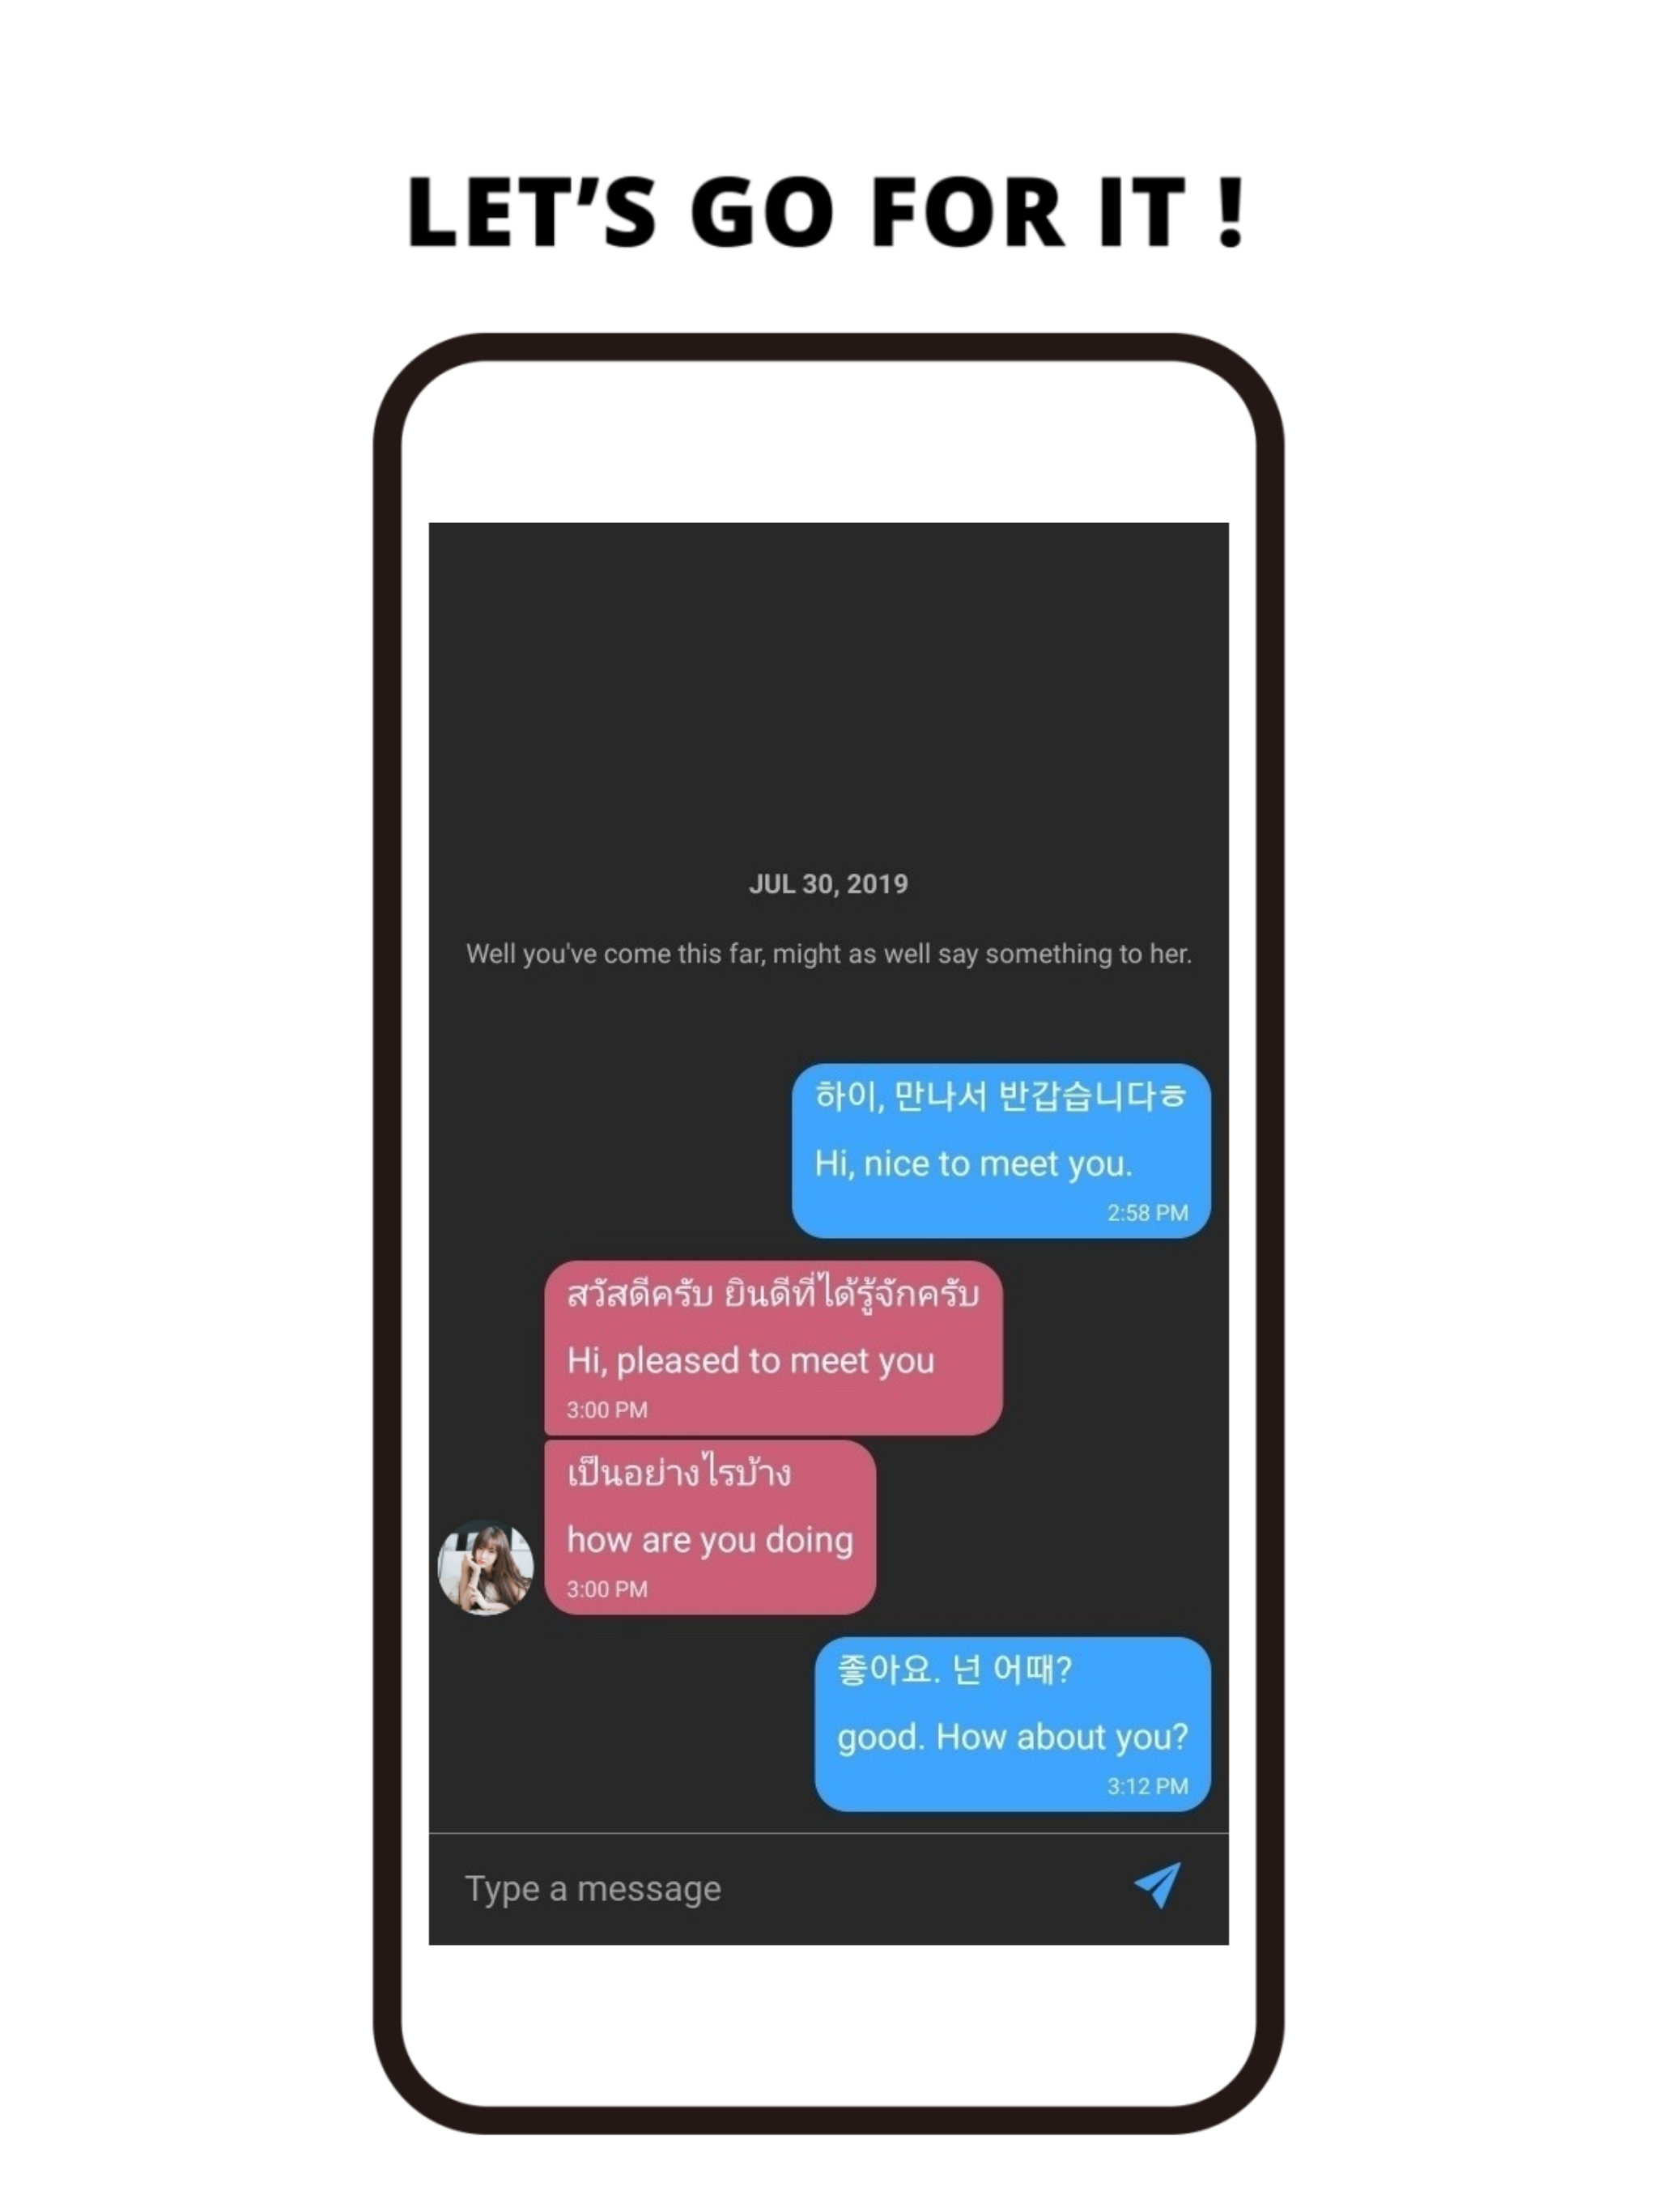 LET'S GO FOR IT !
JUL 30, 2019
Well you've come this far, might as well say something to her.
하이, 만나서 반갑습니다ㅎ
Hi, nice to meet you.
2:58 PM
สวัสดีครับ ยินดีที่ได้รู้จักครับ
Hi, pleased to meet you
3:00 PM
เป็นอย่างไรบ้าง
how are you doing
3:00 PM
좋아요. 넌 어때?
good. How about you?
3:12 PM
Type a message